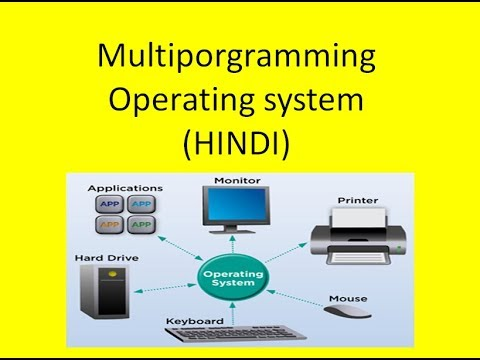 Multiporgramming
Operating system
(HINDI)
Applications
Monitor
Printer
APP APP
APP APP
Hard Drive
Operating
System
Mouse
Keyboard